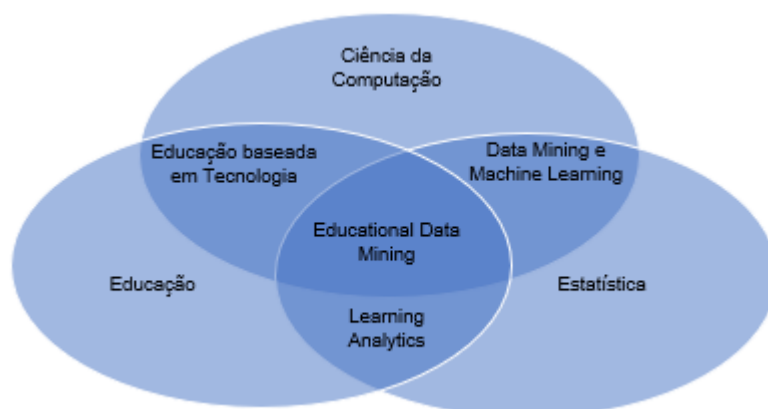 Ciência da
Computação
Educação baseada
em Tecnologia
Data Mining e
Machine Learning
Educational Data
Mining
Educação
Estatística
Learning
Analytics